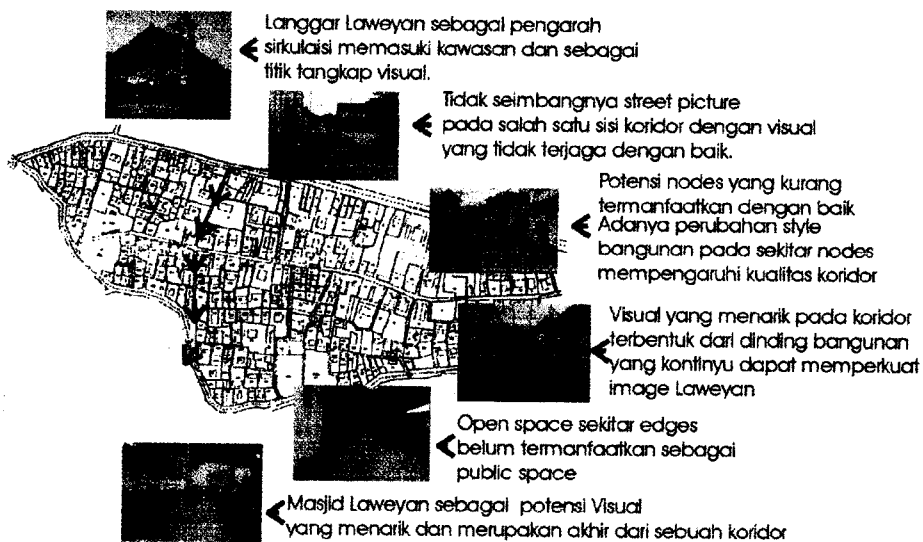 Langgar Laweyan sebagai pengarah
sirkulaisi memasuki kawasan dan sebagai
titik tangkap visual.
Tidak seimbangnya street picture
pada salah satu sisi koridor dengan visual
yang tidak terjaga dengan baik.
Potensi nodes yang kurang
termanfaatkan dengan baik
Adanya perubahan style
bangunan pada sekitar nodes
mempengaruhi kualitas koridor
Visual yang menarik pada koridor
terbentuk dari dinding bangunan
yang kontinyu dapat memperkuat
image Laweyan
Open space sekitar edges
belum termanfaatkan sebagai
public space
Masjid Laweyan sebagai potensi Visual
yang menarik dan merupakan akhir dari sebuah koridor